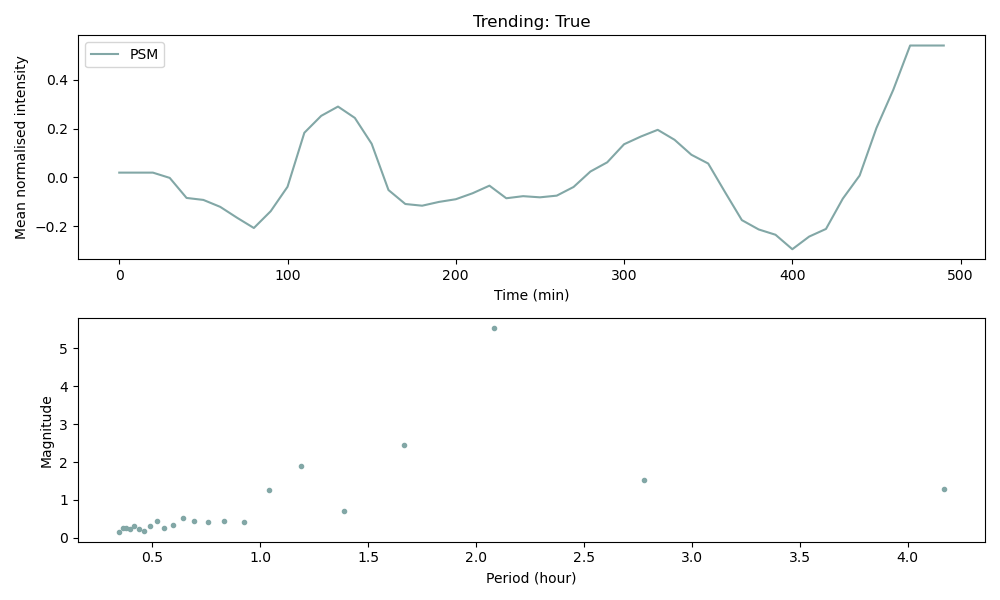 Trending: True
PSM
Mean normalised intensity
0.4
0.2
0.0
−0.2
0 100 200 300 400 500
Time (min)
Magnitude
5
4
3
2
1
0
0.5 1.0 1.5 2.0 2.5 3.0 3.5 4.0
Period (hour)